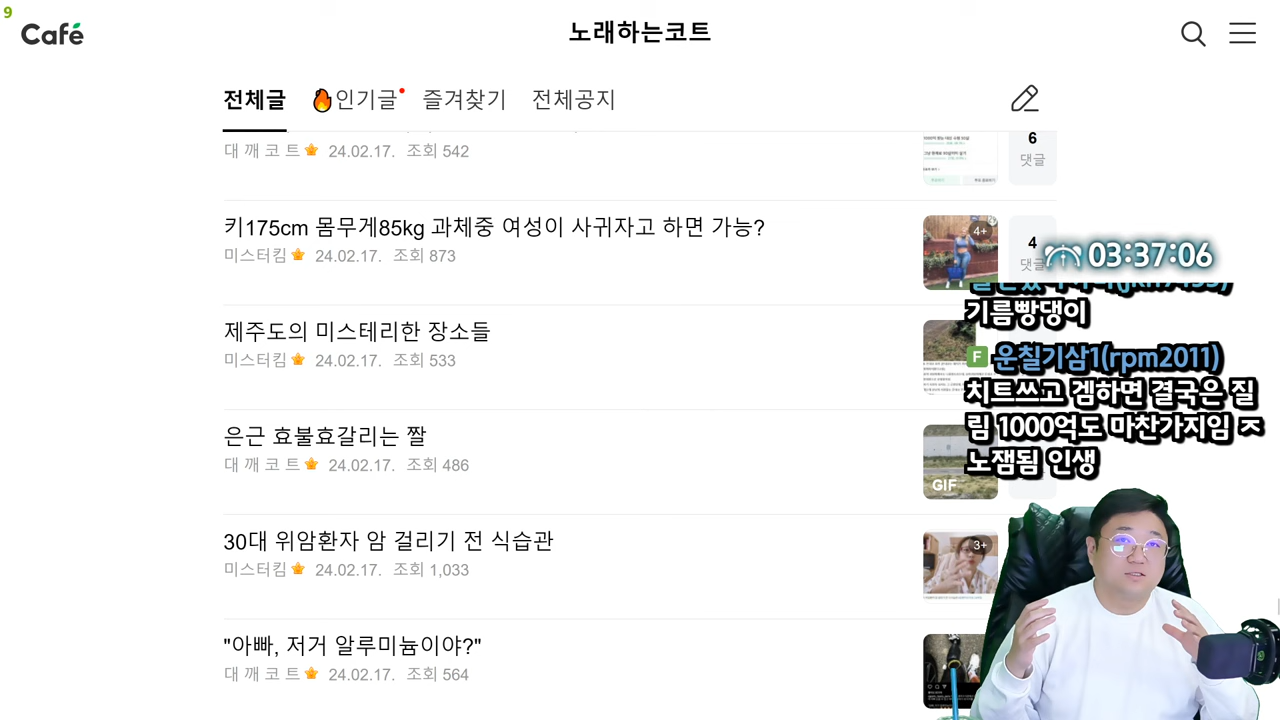 9
Café
노래하는코트
전체글 🔥인기글 즐겨찾기 전체공지
대 깨 코 트 24.02.17. 조회 542
6
댓글
키175cm 몸무게85kg 과체중 여성이 사귀자고 하면 가능?
미스터킴 24.02.17. 조회 873
4+
4
댓글
03:37:06
기름빵댕이
제주도의 미스테리한 장소들
미스터킴 24.02.17. 조회 533
F 운칠기삼1(rpm2011)
치트쓰고 겜하면 결국은 질
림 1000억도 마찬가지임 ㅈ
노잼됨 인생
은근 호불호갈리는 짤
대 깨 코 트 24.02.17. 조회 486
GIF
30대 위암환자 암 걸리기 전 식습관
미스터킴 24.02.17. 조회 1,033
3+
"아빠, 저거 알루미늄이야?"
대 깨 코 트 24.02.17. 조회 564